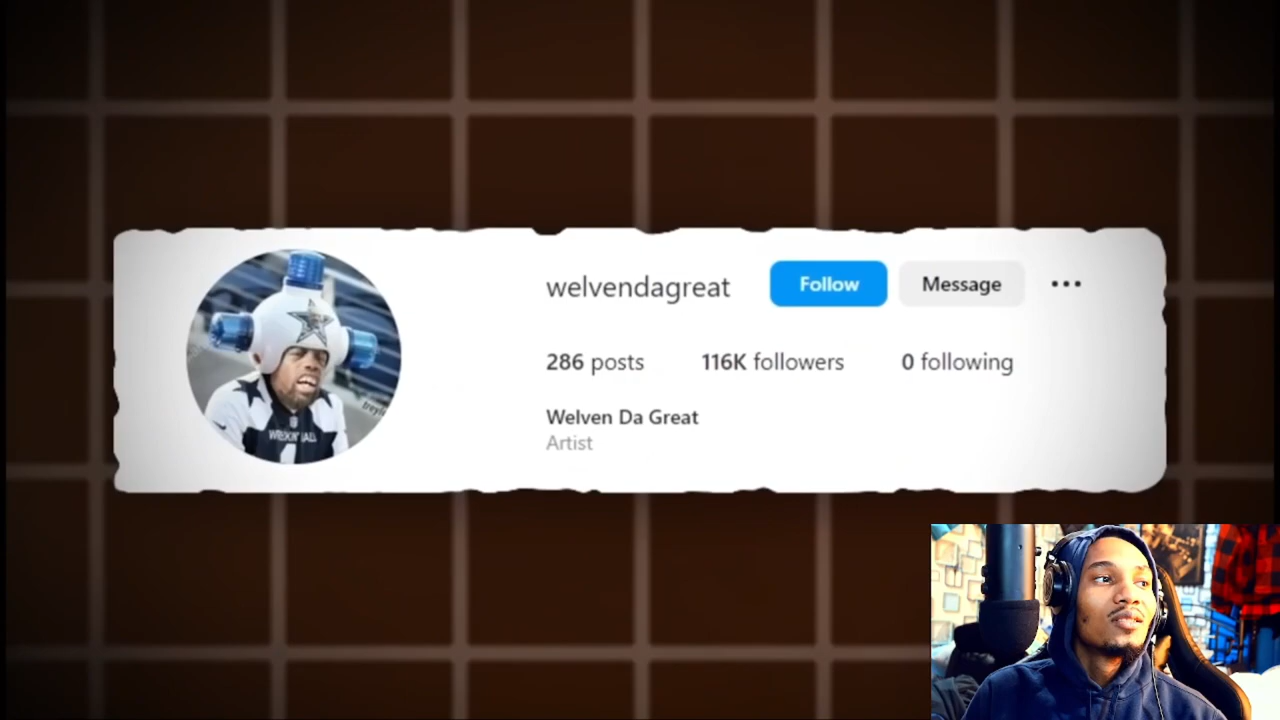 welvendagreat Follow Message
286 posts 116K followers 0 following
Welven Da Great
Artist